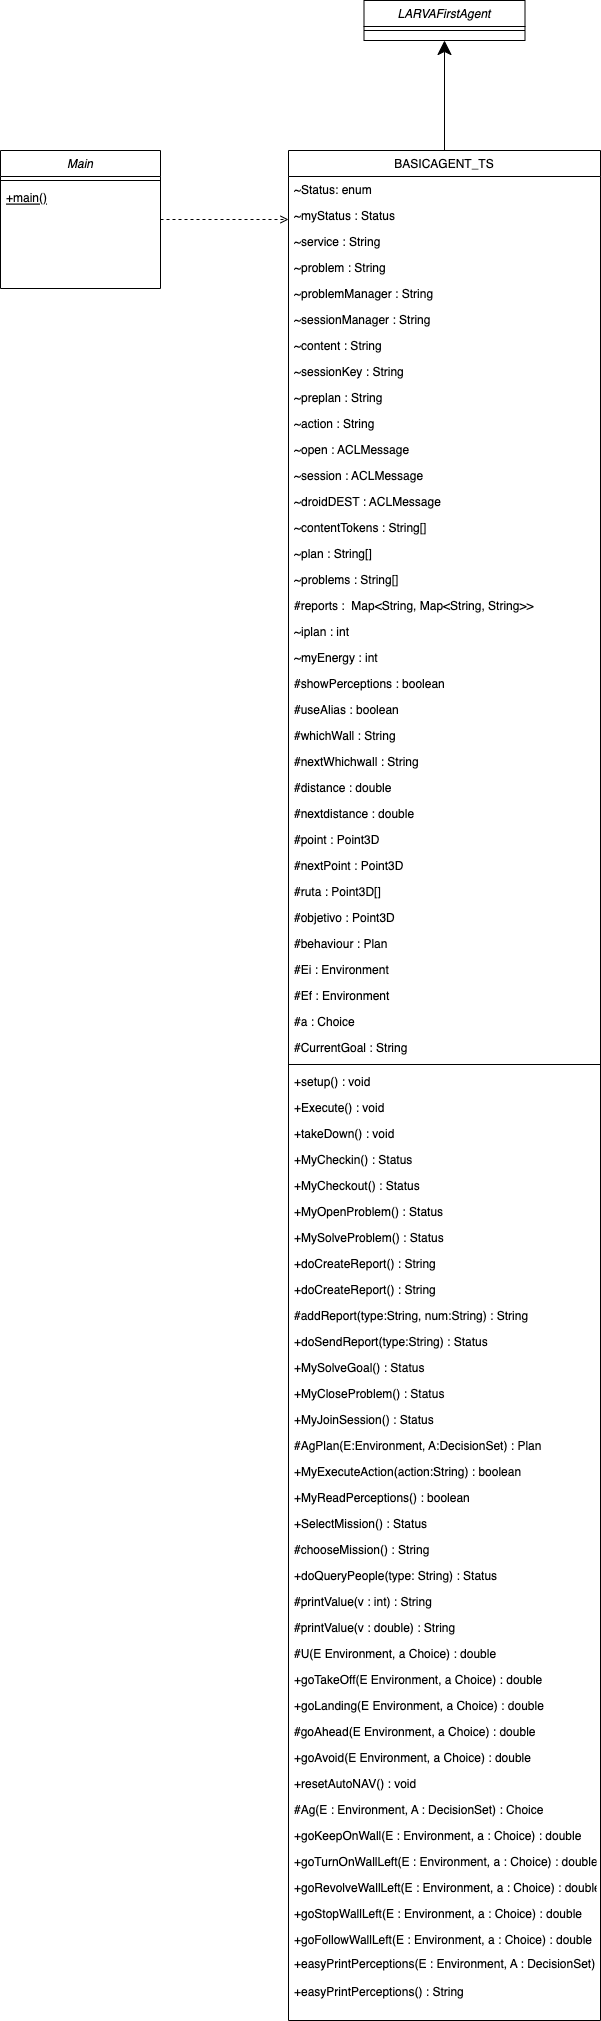 LARVAFirstAgent
Main
+main()
BASICAGENT_TS
~Status: enum
~myStatus : Status
~service : String
~problem : String
~problemManager : String
~sessionManager : String
~content : String
~sessionKey : String
~preplan : String
~action : String
~open : ACLMessage
~session : ACLMessage
~droidDEST : ACLMessage
~contentTokens : String[]
~plan : String[]
~problems : String[]
#reports :  Map<String, Map<String, String>>
~iplan : int
~myEnergy : int
#showPerceptions : boolean
#useAlias : boolean
#whichWall : String
#nextWhichwall : String
#distance : double
#nextdistance : double
#point : Point3D
#nextPoint : Point3D
#ruta : Point3D[]
#objetivo : Point3D
#behaviour : Plan
#Ei : Environment
#Ef : Environment
#a : Choice
#CurrentGoal : String
+setup() : void
+Execute() : void
+takeDown() : void
+MyCheckin() : Status
+MyCheckout() : Status
+MyOpenProblem() : Status
+MySolveProblem() : Status
+doCreateReport() : String
+doCreateReport() : String
#addReport(type:String, num:String) : String
+doSendReport(type:String) : Status
+MySolveGoal() : Status
+MyCloseProblem() : Status
+MyJoinSession() : Status
#AgPlan(E:Environment, A:DecisionSet) : Plan
+MyExecuteAction(action:String) : boolean
+MyReadPerceptions() : boolean
+SelectMission() : Status
#chooseMission() : String
+doQueryPeople(type: String) : Status
#printValue(v : int) : String
#printValue(v : double) : String
#U(E Environment, a Choice) : double
+goTakeOff(E Environment, a Choice) : double
+goLanding(E Environment, a Choice) : double
#goAhead(E Environment, a Choice) : double
+goAvoid(E Environment, a Choice) : double
+resetAutoNAV() : void
#Ag(E : Environment, A : DecisionSet) : Choice
+goKeepOnWall(E : Environment, a : Choice) : double
+goTurnOnWallLeft(E : Environment, a : Choice) : double
+goRevolveWallLeft(E : Environment, a : Choice) : double
+goStopWallLeft(E : Environment, a : Choice) : double
+goFollowWallLeft(E : Environment, a : Choice) : double
+easyPrintPerceptions(E : Environment, A : DecisionSet)
+easyPrintPerceptions() : String